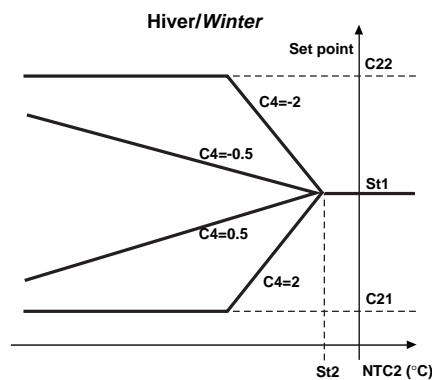 Hiver/Winter
Set point
C22
C4=-2
C4=-0.5
St1
C4=0.5
C4=2
C21
St2
NTC2 (°C)